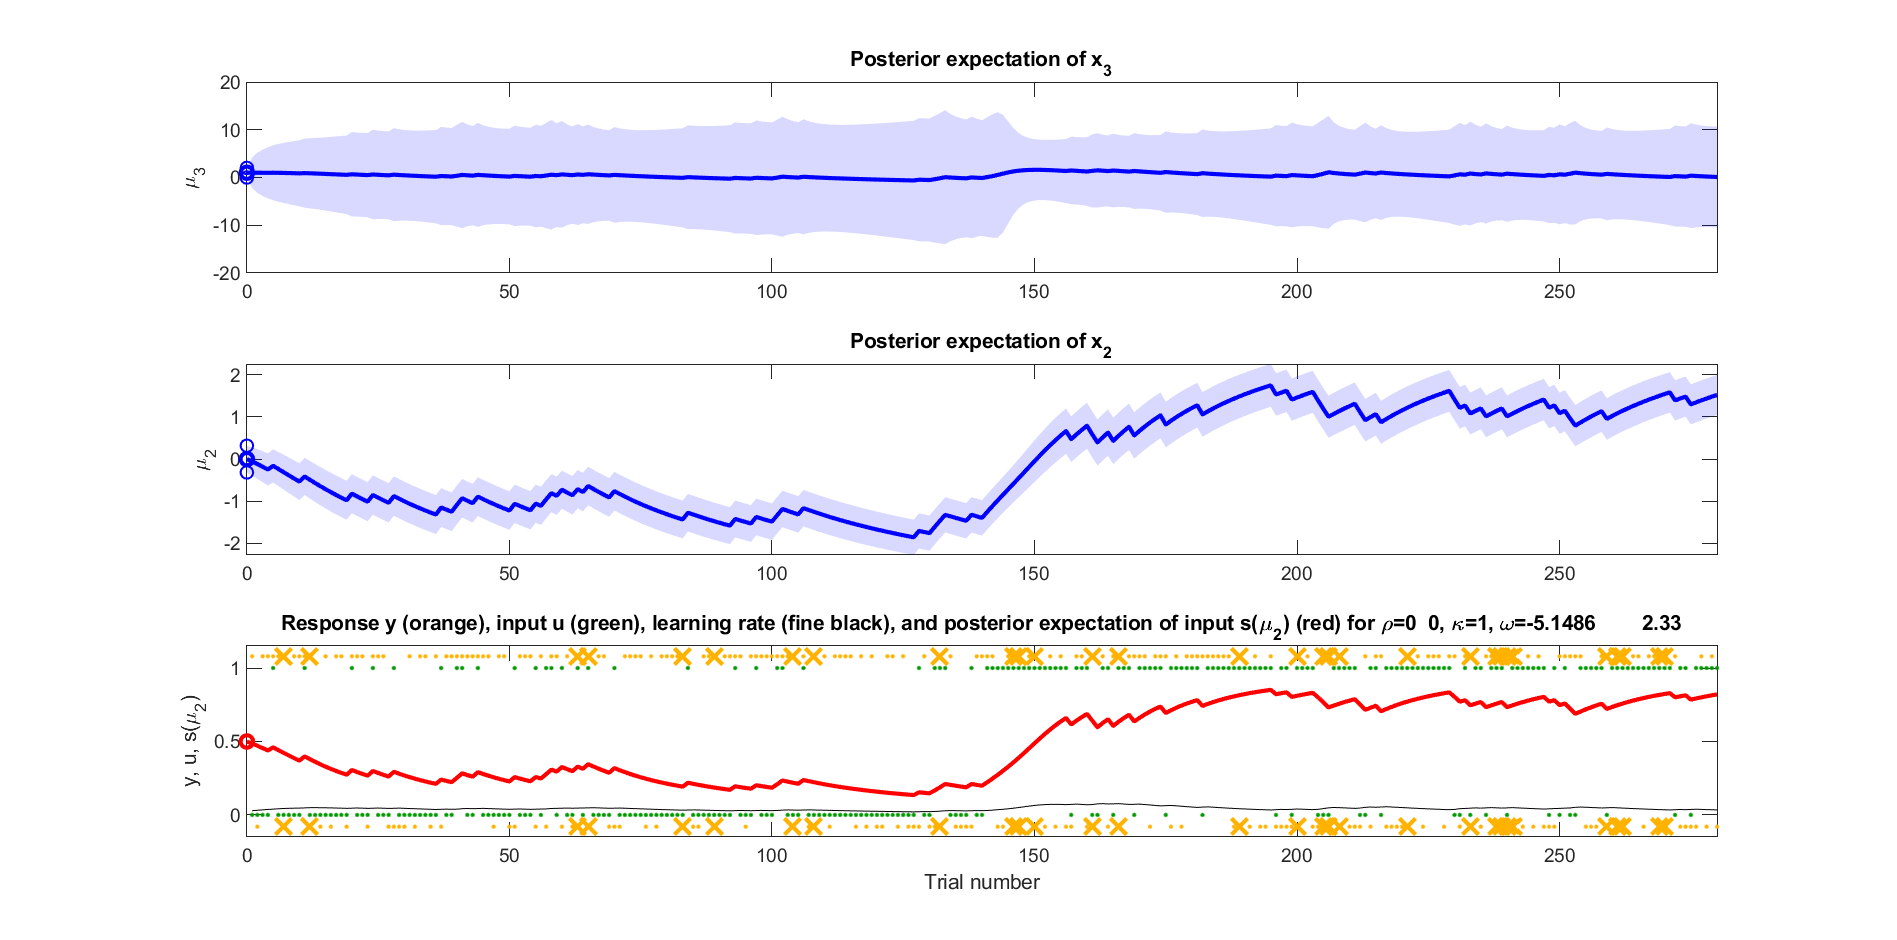 Posterior expectation of x3
20
10
0
-10
-20
μ3
0 50 100 150 200 250
Posterior expectation of x2
2
1
0
-1
-2
μ2
0 50 100 150 200 250
Response y (orange), input u (green), learning rate (fine black), and posterior expectation of input s(μ2) (red) for ρ=0 0, κ=1, ω=-5.1486 2.33
1
0.5
0
y, u, s(μ2)
0 50 100 150 200 250
Trial number